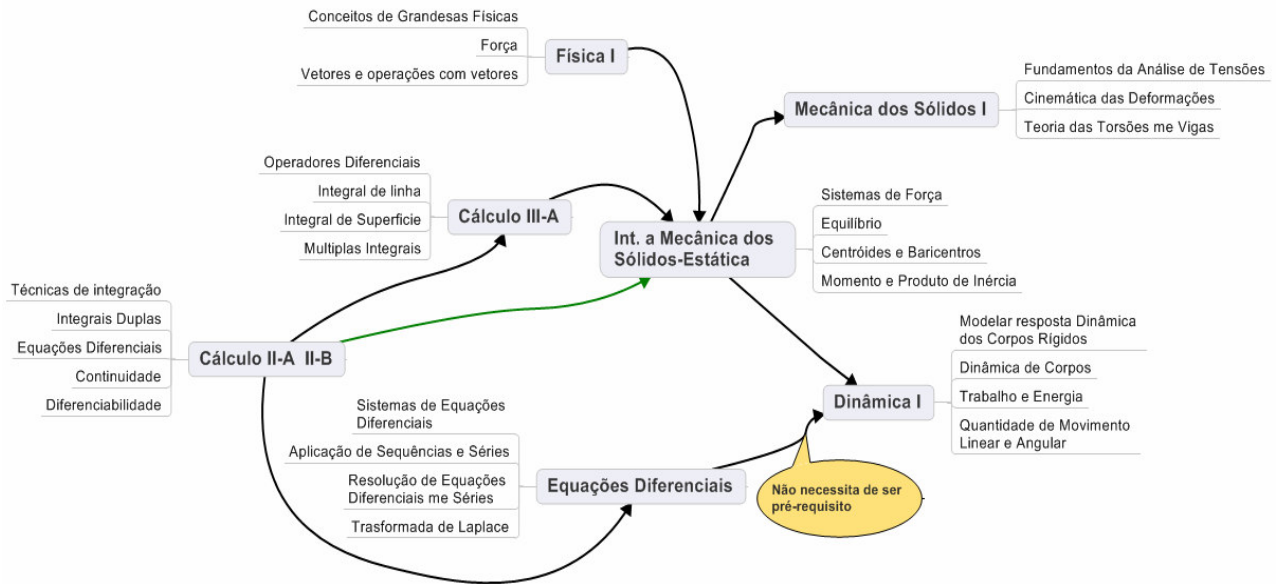 Conceitos de Grandesas Físicas
Força
Vetores e operações com vetores
Física I
Mecânica dos Sólidos I
Fundamentos da Análise de Tensões
Cinemática das Deformações
Teoria das Torsões me Vigas
Operadores Diferenciais
Integral de linha
Integral de Superficie
Multiplas Integrais
Cálculo III-A
Int. a Mecânica dos
Sólidos-Estática
Sistemas de Força
Equilíbrio
Centróides e Baricentros
Momento e Produto de Inércia
Técnicas de integração
Integrais Duplas
Equações Diferenciais
Continuidade
Diferenciabilidade
Cálculo II-A II-B
Dinâmica I
Modelar resposta Dinâmica
dos Corpos Rígidos
Dinâmica de Corpos
Trabalho e Energia
Quantidade de Movimento
Linear e Angular
Sistemas de Equações
Diferenciais
Aplicação de Sequências e Séries
Resolução de Equações
Diferenciais me Séries
Trasformada de Laplace
Equações Diferenciais
Não necessita de ser
pré-requisito